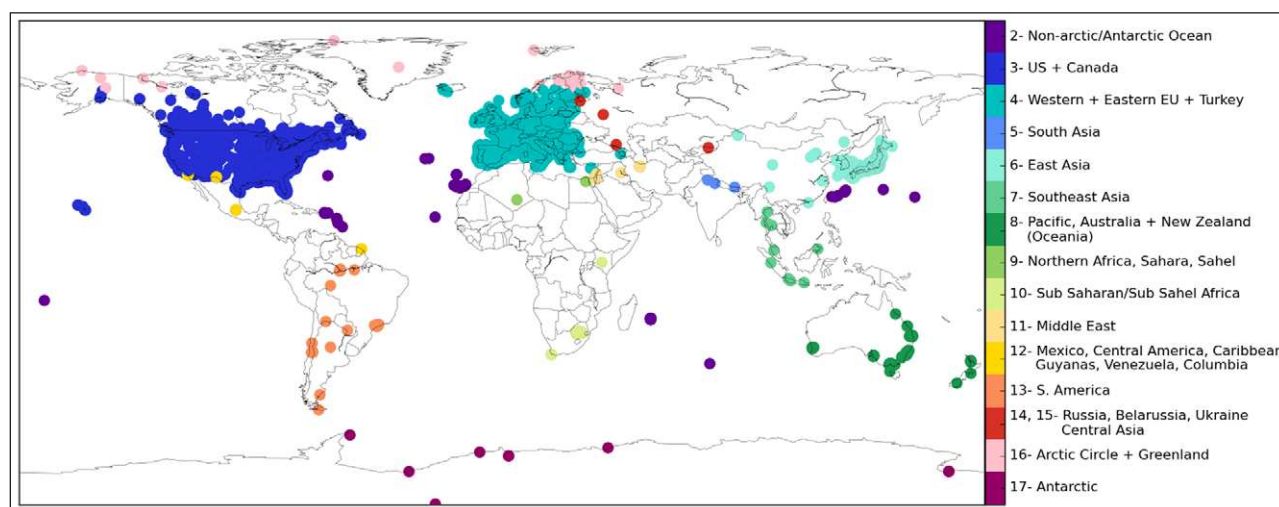 2- Non-arctic/Antarctic Ocean
3- US + Canada
4- Western + Eastern EU + Turkey
5- South Asia
6- East Asia
7- Southeast Asia
8- Pacific, Australia + New Zealand
(Oceania)
9- Northern Africa, Sahara, Sahel
10- Sub Saharan/Sub Sahel Africa
11- Middle East
12- Mexico, Central America, Caribbean
Guyanas, Venezuela, Columbia
13- S. America
14, 15- Russia, Belarussia, Ukraine
Central Asia
16- Arctic Circle + Greenland
17- Antarctic